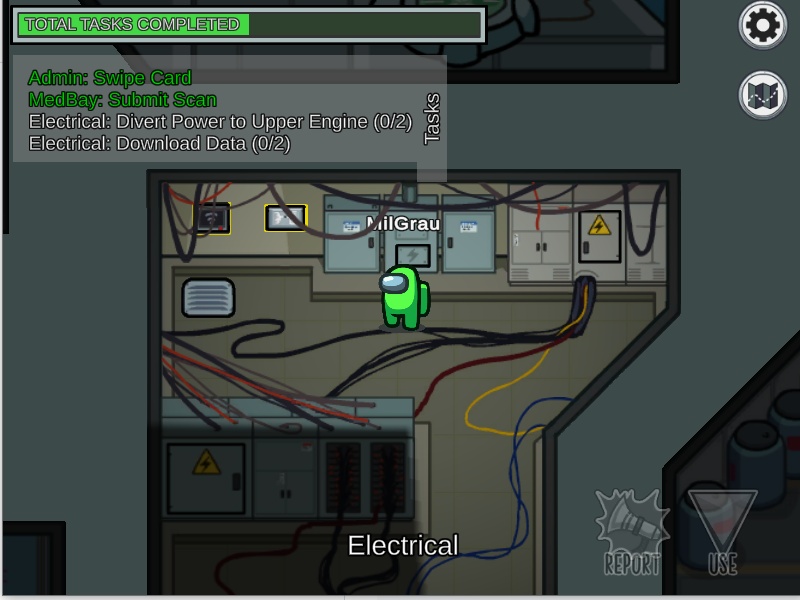 TOTAL TASKS COMPLETED
Admin: Swipe Card
MedBay: Submit Scan
Electrical: Divert Power to Upper Engine (0/2)
Electrical: Download Data (0/2)
Tasks
MilGrau
Electrical
REPORT
USE